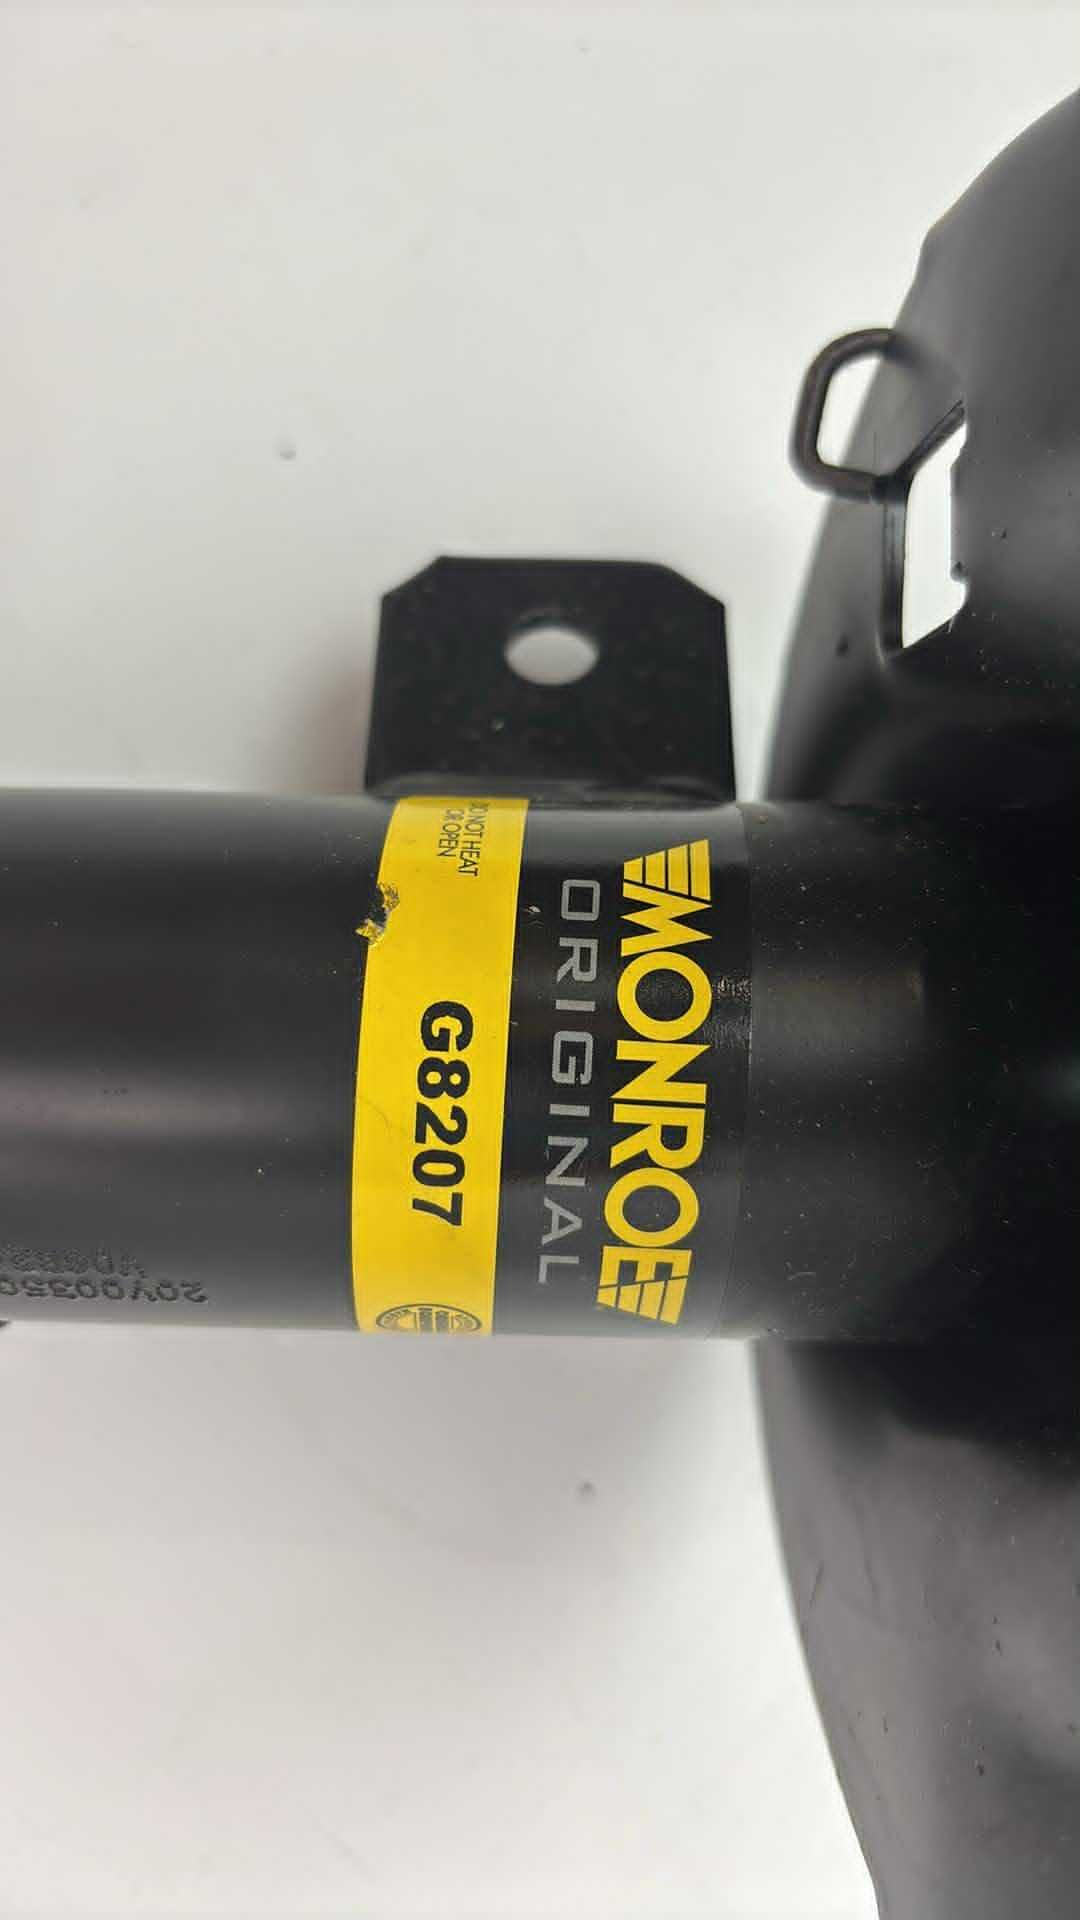 MONROE
ORIGINAL
DO NOT HEAT
OR OPEN
G8207